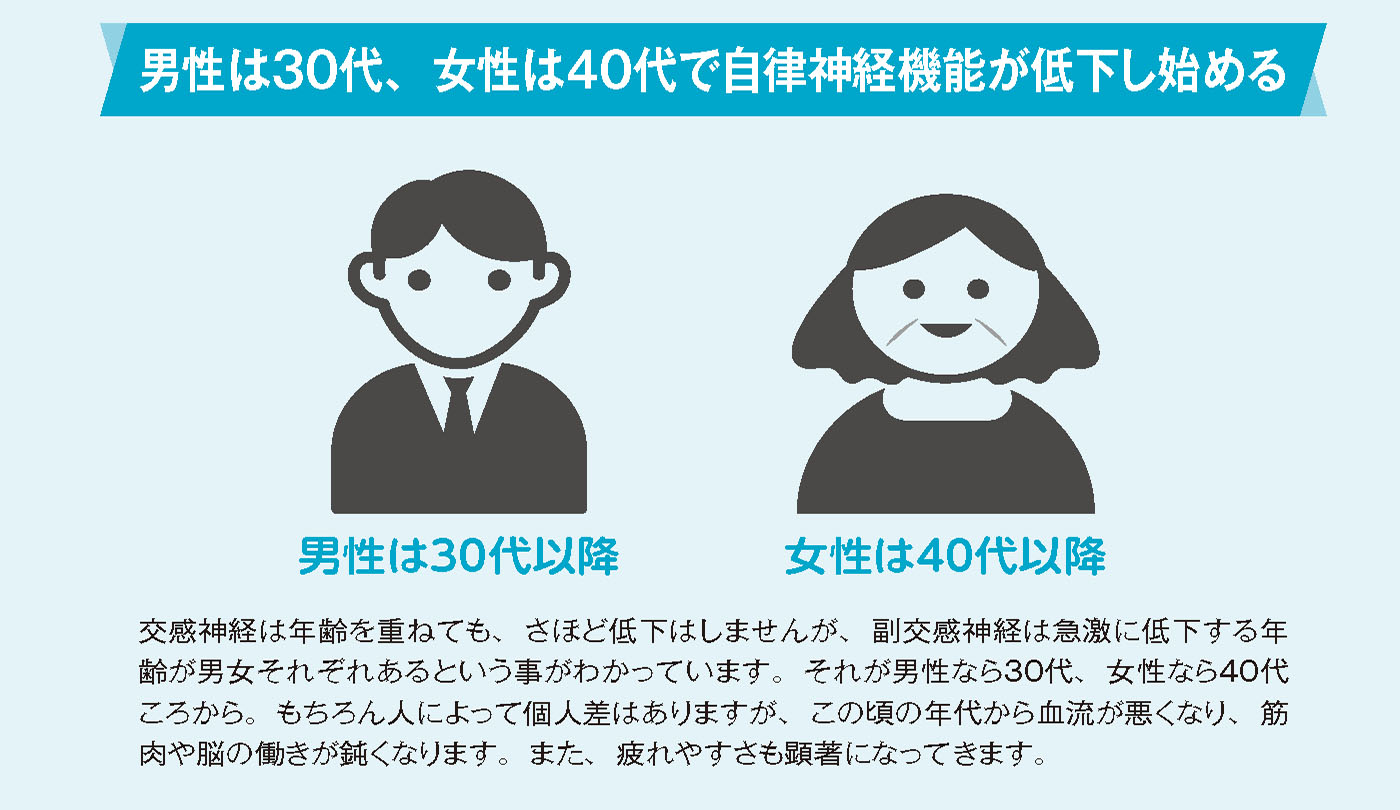 男性は30代、女性は40代で自律神経機能が低下し始める
男性は30代以降
女性は40代以降
交感神経は年齢を重ねても、さほど低下はしませんが、副交感神経は急激に低下する年
齢が男女それぞれあるという事がわかっています。それが男性なら30代、女性なら40代
ころから。もちろん人によって個人差はありますが、この頃の年代から血流が悪くなり、筋
肉や脳の働きが鈍くなります。また、疲れやすさも顕著になってきます。